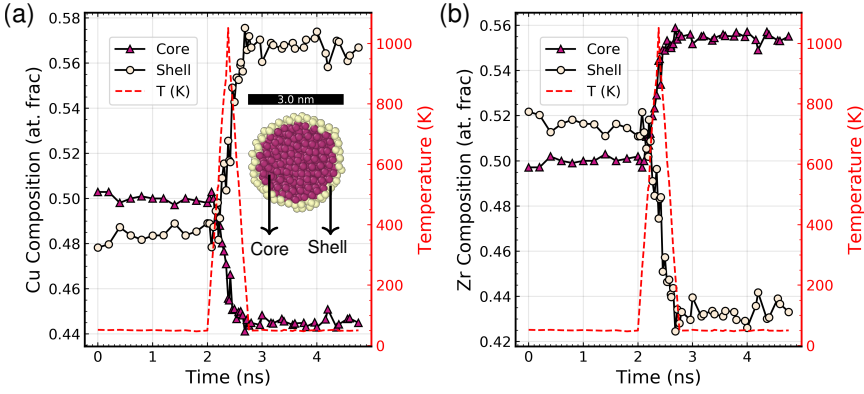 (a)
0.58
0.56
0.54
0.52
0.50
0.48
0.46
0.44
Cu Composition (at. frac)
Core
Shell
T (K)
3.0 nm
Core
Shell
1000
800
600
400
200
0
Temperature (K)
0 1 2 3 4
Time (ns)
(b)
0.56
0.54
0.52
0.50
0.48
0.46
0.44
0.42
Zr Composition (at. frac)
Core
Shell
T (K)
1000
800
600
400
200
0
Temperature (K)
0 1 2 3 4
Time (ns)